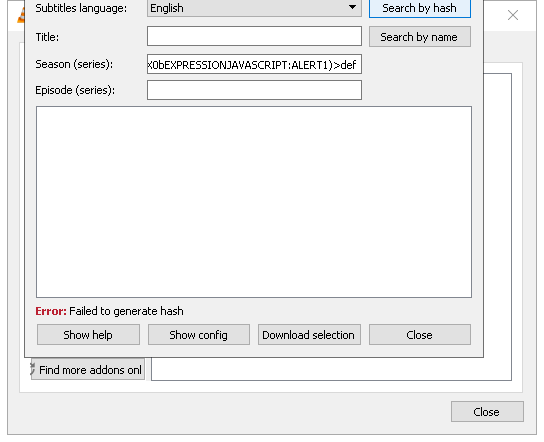 Subtitles language: English Search by hash
Title: Search by name
Season (series): X0bEXPRESSIONJAVASCRIPT:ALERT1)>def
Episode (series):
Error: Failed to generate hash
Show help Show config Download selection Close
Find more addons onl
Close